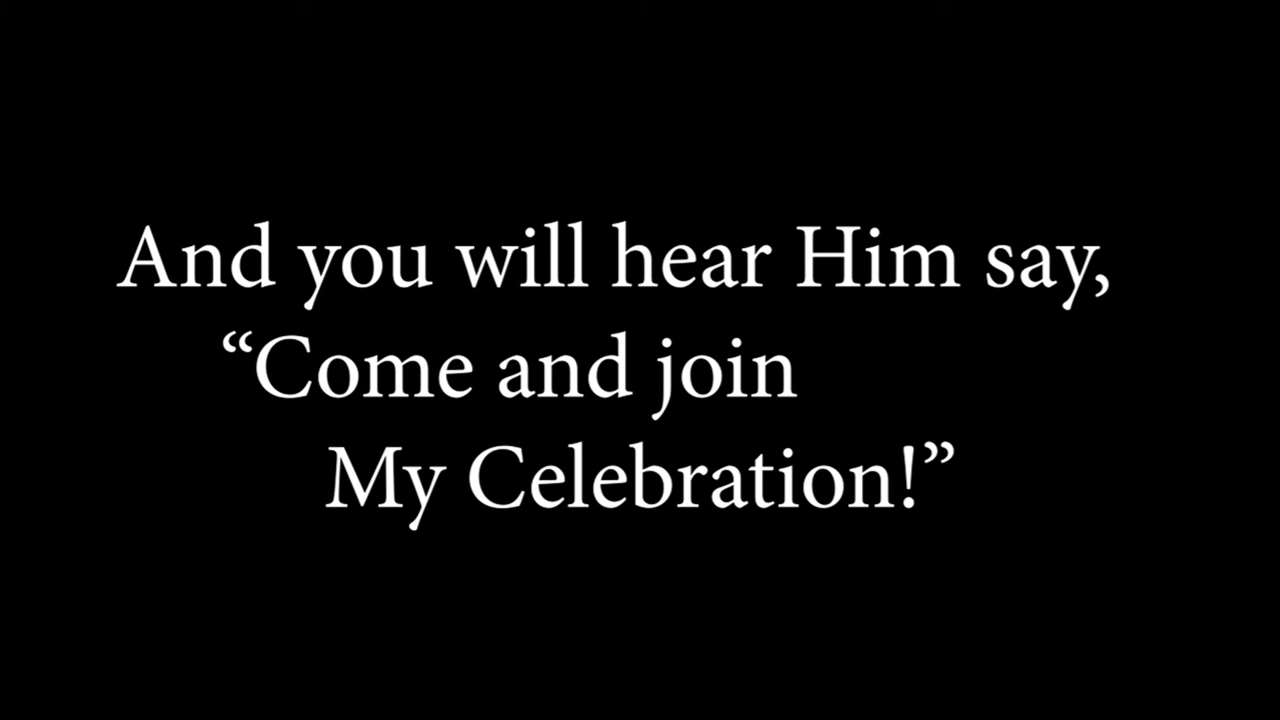 And you will hear Him say,
“Come and join
My Celebration!”